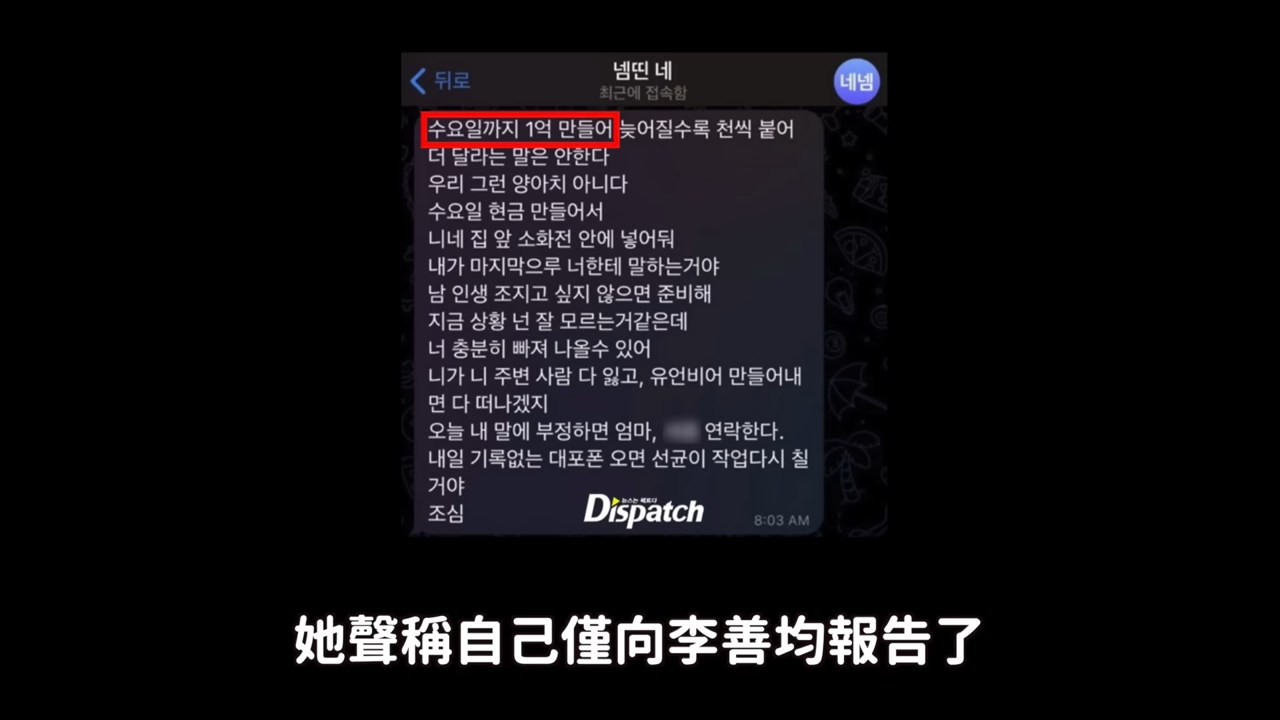 뒤로
넴띤 네
최근에 접속함
네넴
수요일까지 1억 만들어 늦어질수록 천씩 붙어
더 달라는 말은 안한다
우리 그런 양아치 아니다
수요일 현금 만들어서
니네 집 앞 소화전 안에 넣어둬
내가 마지막으루 너한테 말하는거야
남 인생 조지고 싶지 않으면 준비해
지금 상황 넌 잘 모르는거같은데
너 충분히 빠져 나올수 있어
니가 니 주변 사람 다 잃고, 유언비어 만들어내
면 다 떠나겠지
오늘 내 말에 부정하면 엄마, 연락한다.
내일 기록없는 대포폰 오면 선균이 작업다시 칠
거야
조심
뉴스는 팩트다
Dispatch
8:03 AM
她聲稱自己僅向李善均報告了